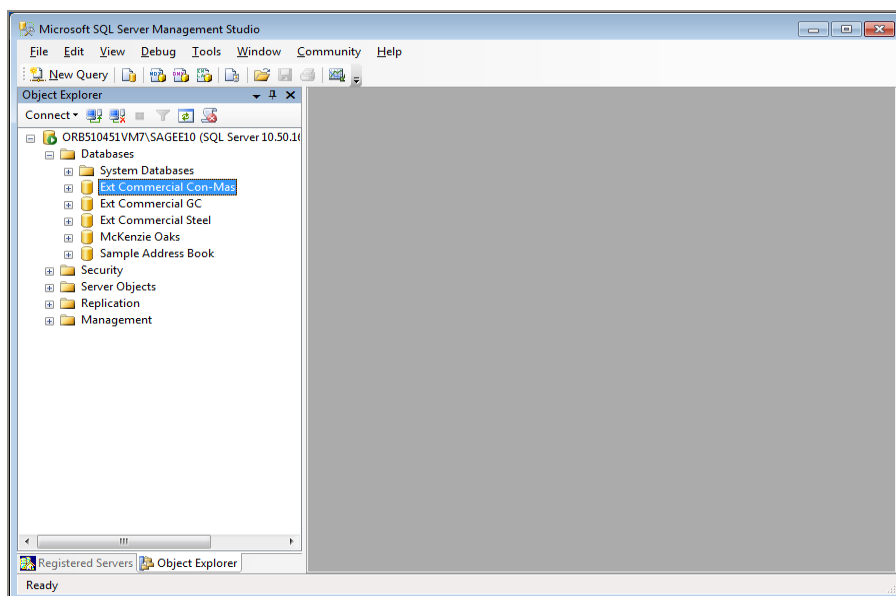 Microsoft SQL Server Management Studio
File Edit View Debug Tools Window Community Help
New Query
Object Explorer
Connect
ORB510451VM7\SAGEE10 (SQL Server 10.50.10
Databases
System Databases
Ext Commercial Con-Mas
Ext Commercial GC
Ext Commercial Steel
McKenzie Oaks
Sample Address Book
Security
Server Objects
Replication
Management
Registered Servers Object Explorer
Ready